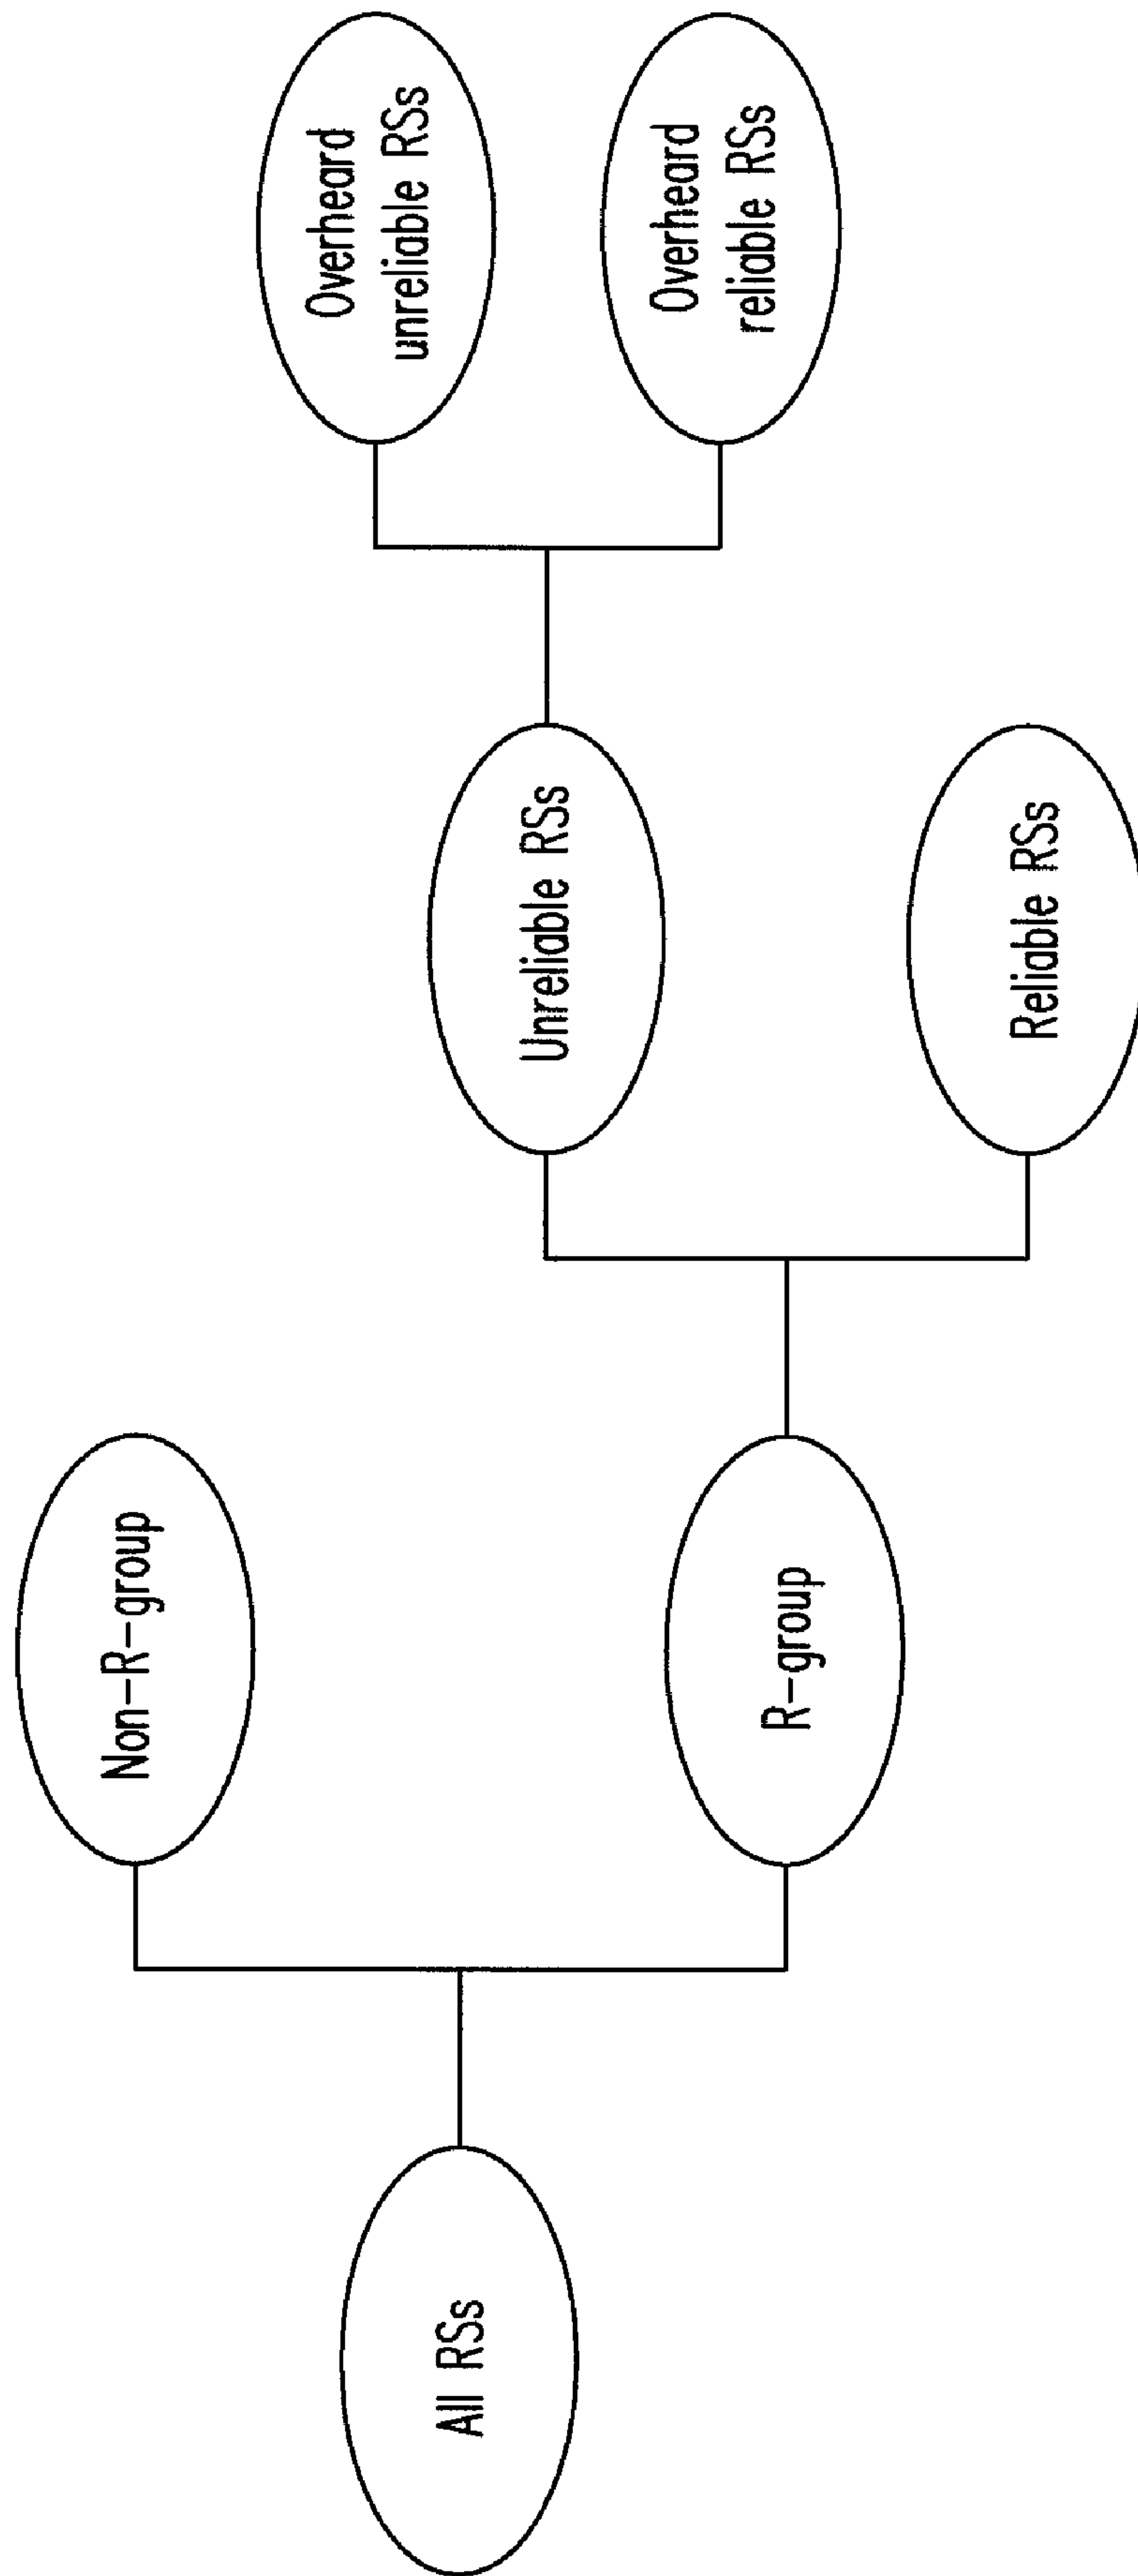 All RSs
Non-R-group
R-group
Unreliable RSs
Reliable RSs
Overheard
unreliable RSs
Overheard
reliable RSs